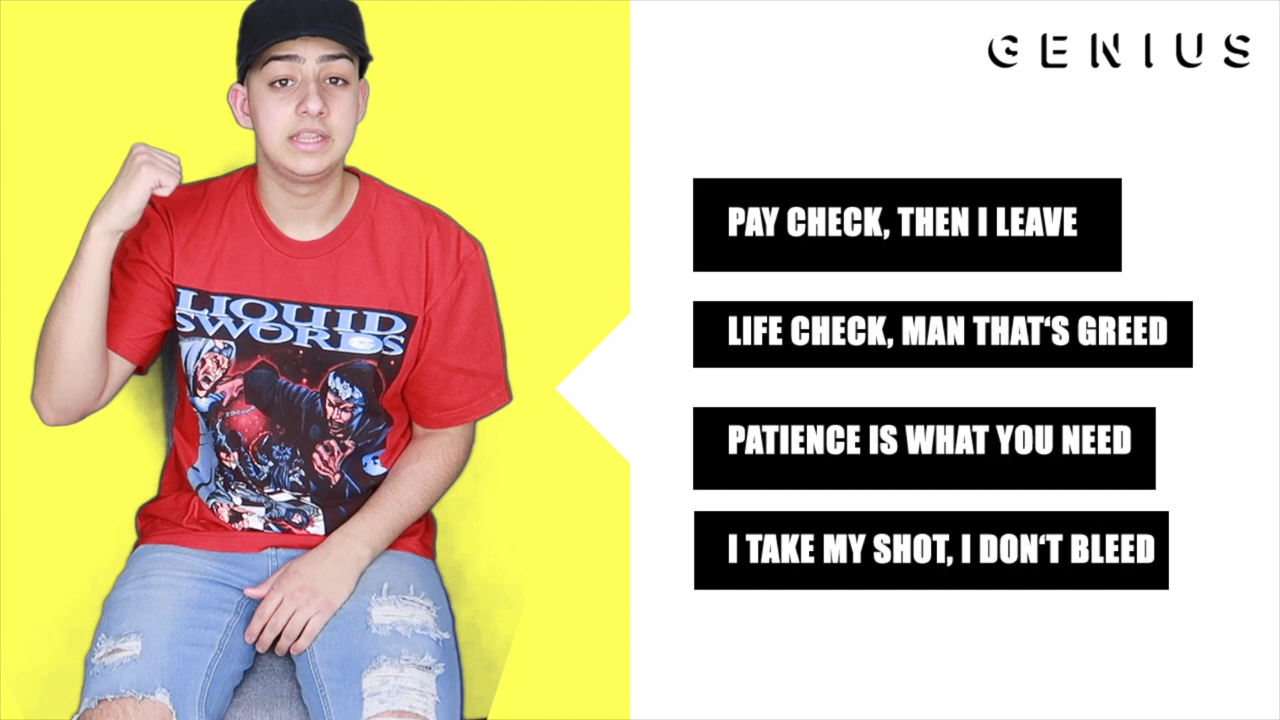 GENIUS
PAY CHECK, THEN I LEAVE
LIFE CHECK, MAN THAT‘S GREED
PATIENCE IS WHAT YOU NEED
I TAKE MY SHOT, I DON‘T BLEED
LIQUID
SWORDS